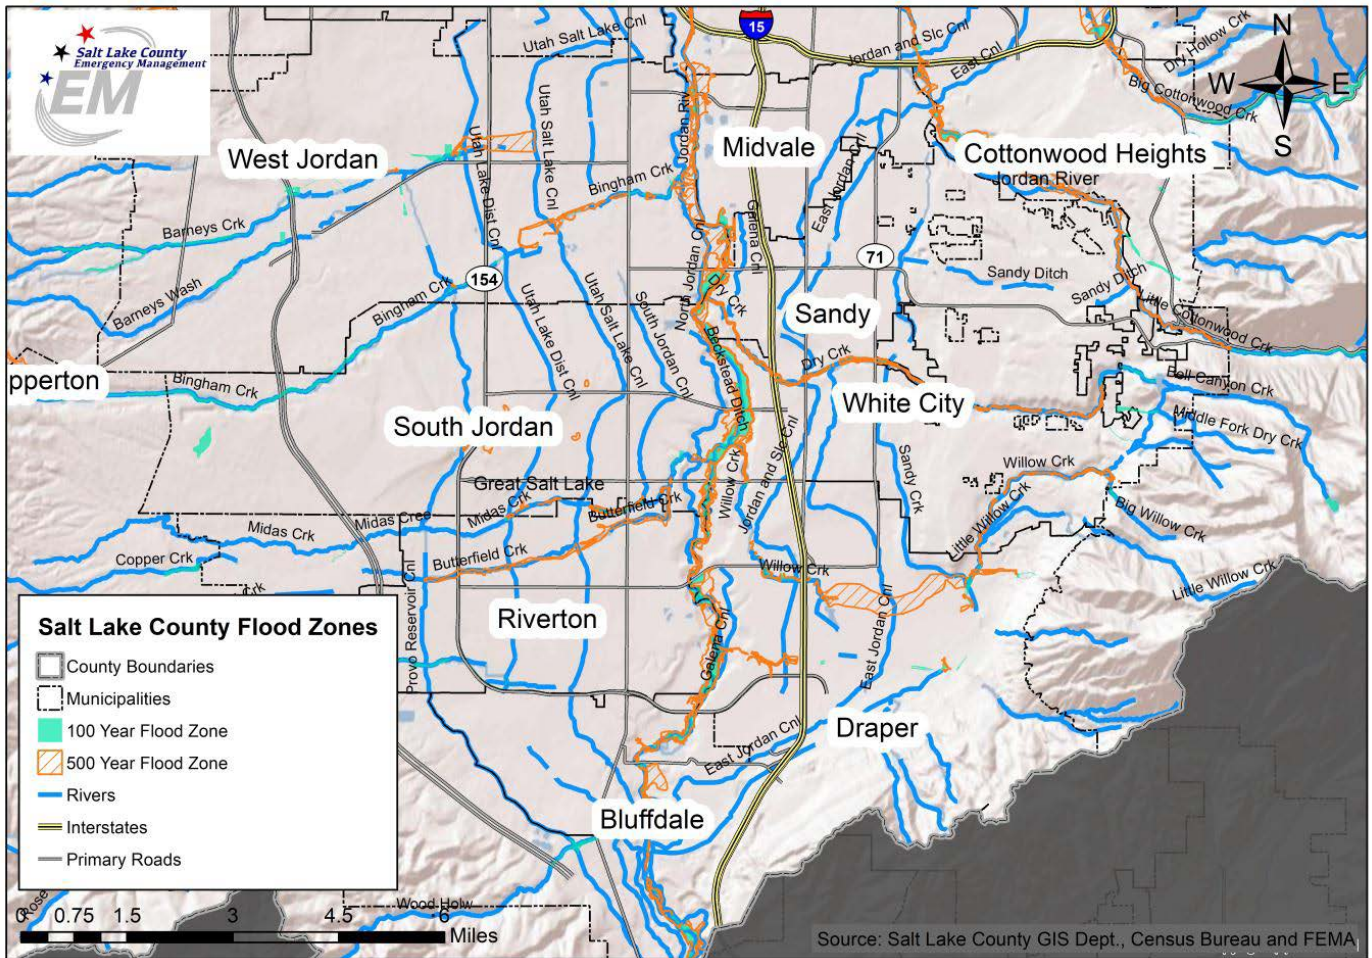 Salt Lake County
Emergency Management
EM
15
N
W
E
S
Utah Salt Lake Cnl
Jordan and Slc Cnl
East Cnl
Dry Hollow Crk
Big Cottonwood Crk
Utah Lake Dist Cnl
Utah Salt Lake Cnl
Jordan Riv
Midvale
West Jordan
Cottonwood Heights
Jordan River
Bingham Crk
East Jordan Cnl
Barneys Crk
Galena Cnl
North Jordan Cnl
71
154
Sandy Ditch
Sandy Ditch
Barneys Wash
Bingham Crk
Utah Lake Dist Cnl
Utah Salt Lake Cnl
South Jordan Cnl
Dry Crk
Sandy
Little Cottonwood Crk
Beckstead Ditch
Dry Crk
pperton
Bingham Crk
Bell Canyon Crk
White City
Middle Fork Dry Crk
South Jordan
Jordan and Slc Cnl
Sandy Crk
Willow Crk
Willow Crk
Great Salt Lake
Midas Crk
Butterfield Crk
Little Willow Crk
Big Willow Crk
Midas Cree
Midas Crk
Copper Crk
Butterfield Crk
Willow Crk
Little Willow Crk
Crk
Provo Reservoir Cnl
Riverton
Galena Cnl
East Jordan Cnl
Draper
East Jordan Cnl
Bluffdale
Salt Lake County Flood Zones
County Boundaries
Municipalities
100 Year Flood Zone
500 Year Flood Zone
Rivers
Interstates
Primary Roads
Rose
Wood Holw
0 0.75 1.5 3 4.5 6
Miles
Source: Salt Lake County GIS Dept., Census Bureau and FEMA